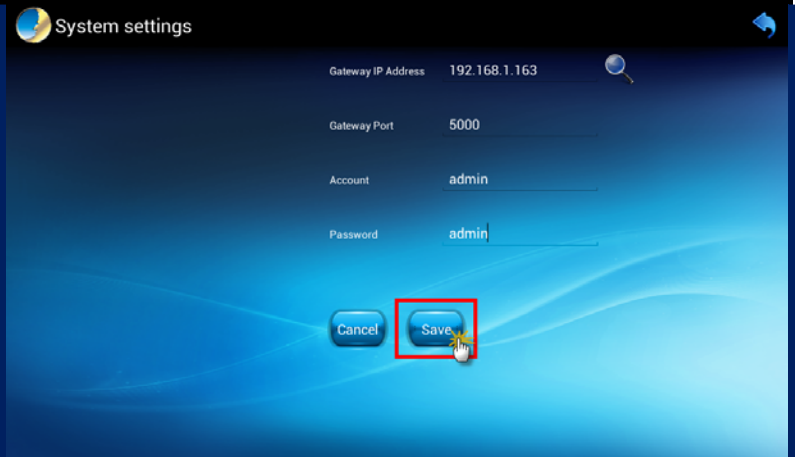 System settings
Gateway IP Address 192.168.1.163
Gateway Port 5000
Account admin
Password admin
Cancel Save